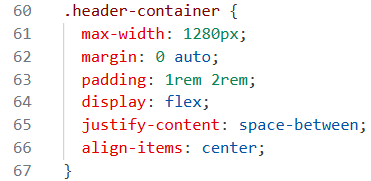 60 .header-container {
61 max-width: 1280px;
62 margin: 0 auto;
63 padding: 1rem 2rem;
64 display: flex;
65 justify-content: space-between;
66 align-items: center;
67 }